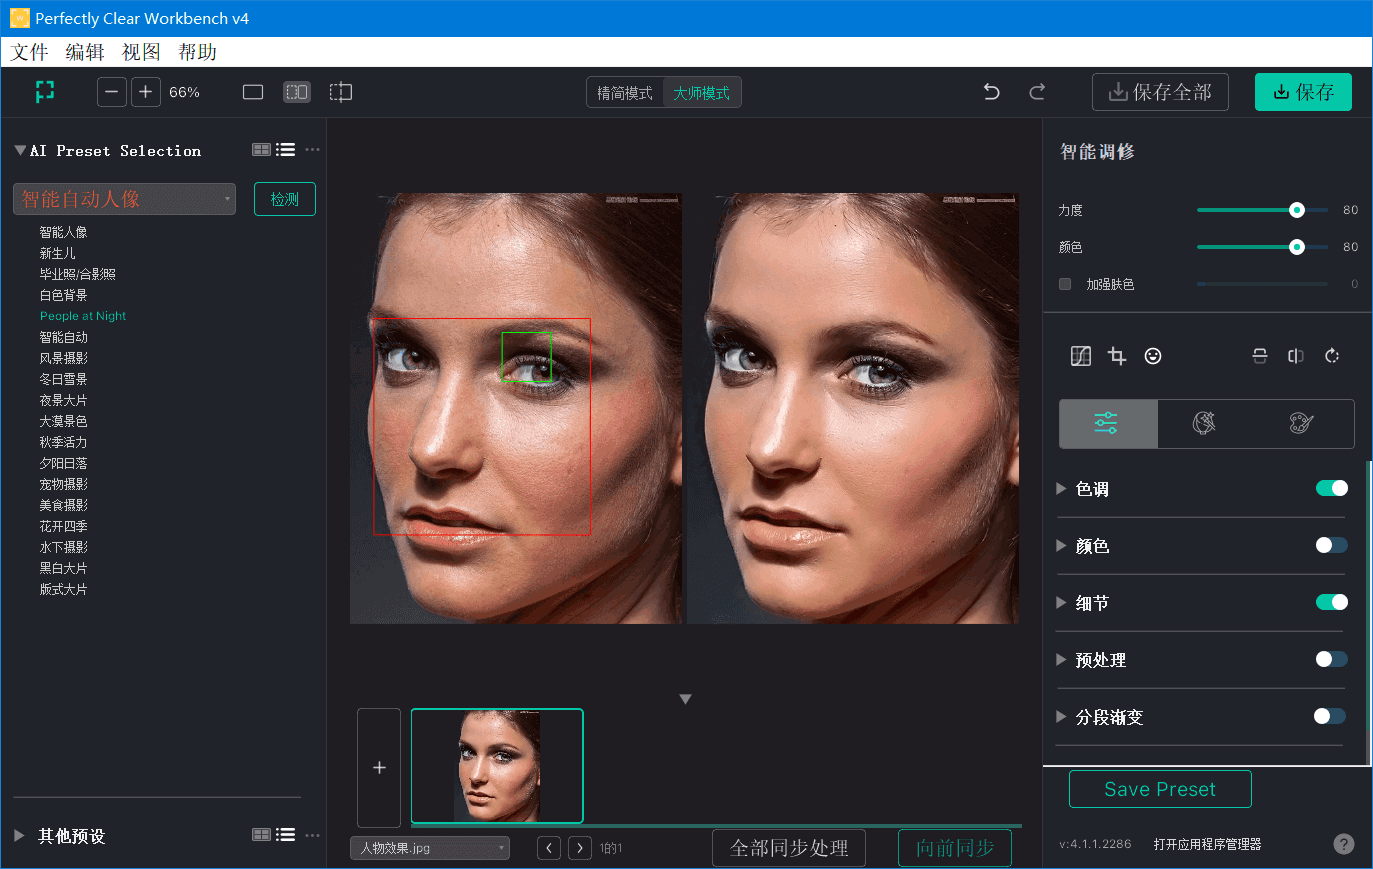 Perfectly Clear Workbench v4
文件 编辑 视图 帮助
66%
精简模式 大师模式
保存全部 保存
AI Preset Selection
智能自动人像 检测
智能人像
新生儿
毕业照/合影照
白色背景
People at Night
智能自动
风景摄影
冬日雪景
夜景大片
大漠景色
秋季活力
夕阳日落
宠物摄影
美食摄影
花开四季
水下摄影
黑白大片
版式大片
其他预设
人物效果.jpg
1的1
全部同步处理 向前同步
智能调修
力度 80
颜色 80
加强肤色 0
色调
颜色
细节
预处理
分段渐变
Save Preset
v:4.1.1.2286 打开应用程序管理器
?